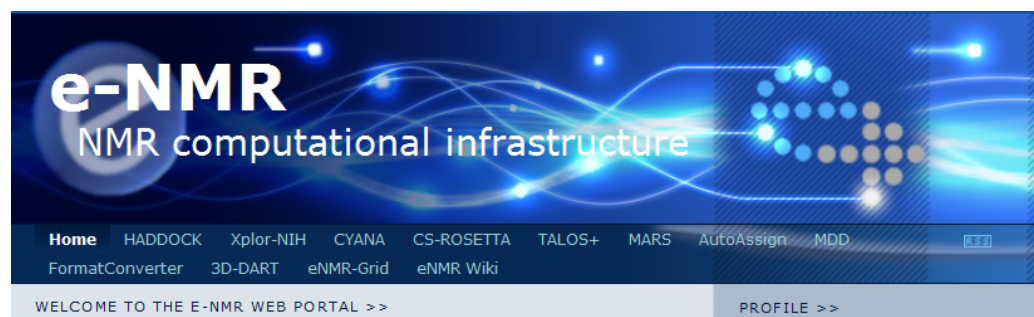 e-NMR
NMR computational infrastructure
Home HADDOCK Xplor-NIH CYANA CS-ROSETTA TALOS+ MARS AutoAssign MDD RSS
FormatConverter 3D-DART eNMR-Grid eNMR Wiki
WELCOME TO THE E-NMR WEB PORTAL >> PROFILE >>